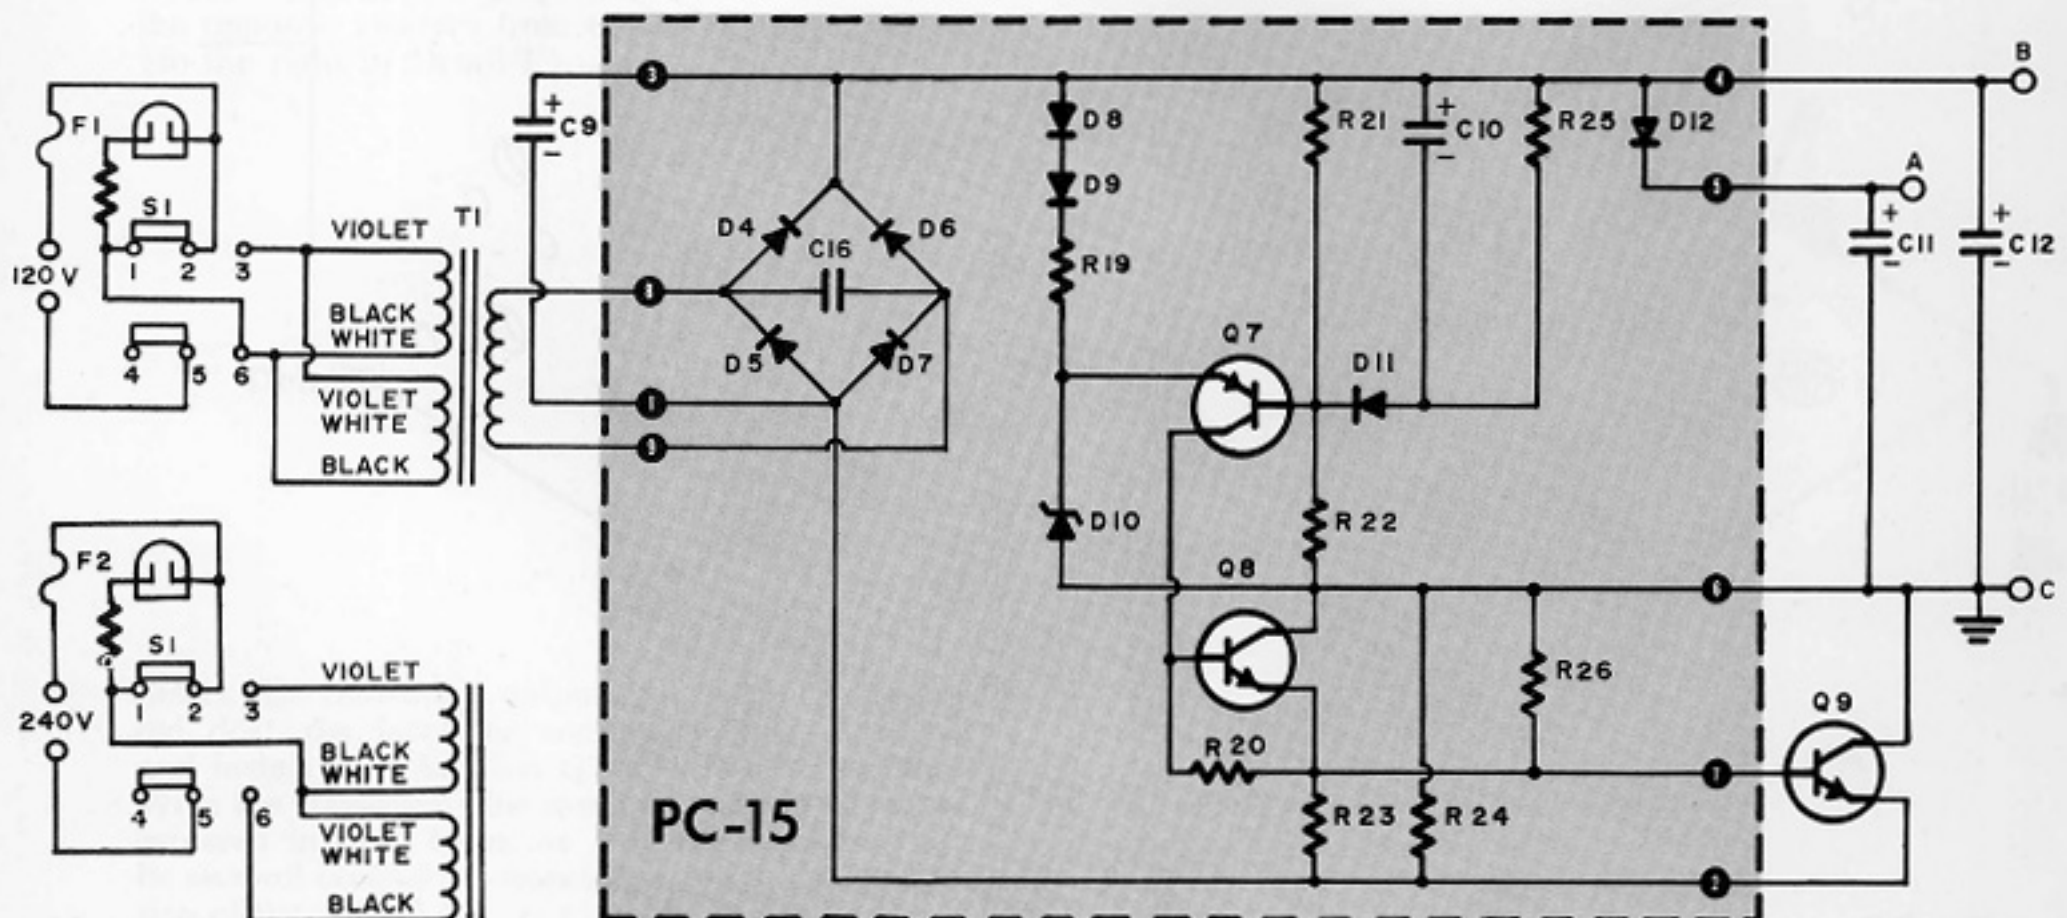 F1
S1
1 2 3
120 V
4 5 6
VIOLET
BLACK
WHITE
VIOLET
WHITE
BLACK
T1
+
C9
-
F2
S1
1 2 3
240V
4 5 6
VIOLET
BLACK
WHITE
VIOLET
WHITE
BLACK
D4
D6
C16
D5
D7
D8
D9
R19
D10
R21
+
C10
-
R25
D12
Q7
D11
R22
Q8
R20
R23
R24
R26
PC-15
B
A
+
C11
-
+
C12
-
C
Q9